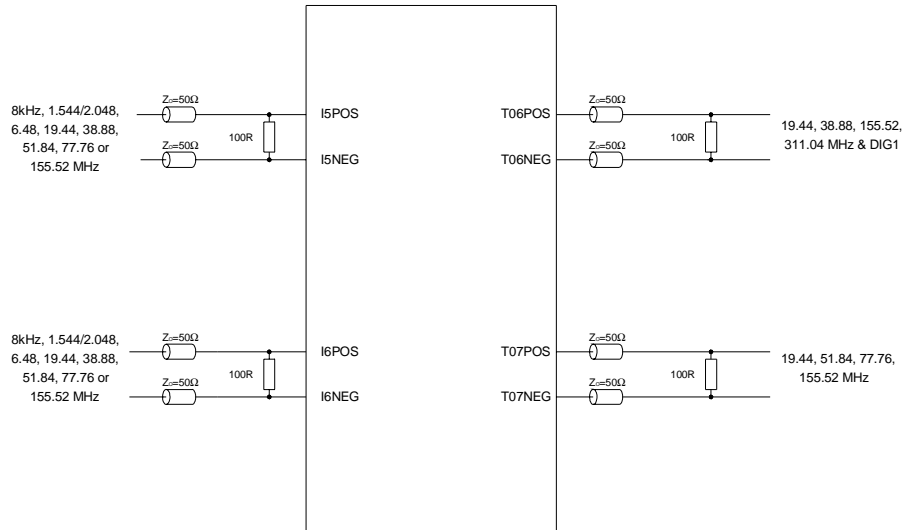 Z₀=50Ω
8kHz, 1.544/2.048,
6.48, 19.44, 38.88,
51.84, 77.76 or
155.52 MHz
100R
Z₀=50Ω
I5POS
I5NEG
T06POS
T06NEG
Z₀=50Ω
100R
Z₀=50Ω
19.44, 38.88, 155.52,
311.04 MHz & DIG1
Z₀=50Ω
8kHz, 1.544/2.048,
6.48, 19.44, 38.88,
51.84, 77.76 or
155.52 MHz
100R
Z₀=50Ω
I6POS
I6NEG
T07POS
T07NEG
Z₀=50Ω
100R
Z₀=50Ω
19.44, 51.84, 77.76,
155.52 MHz